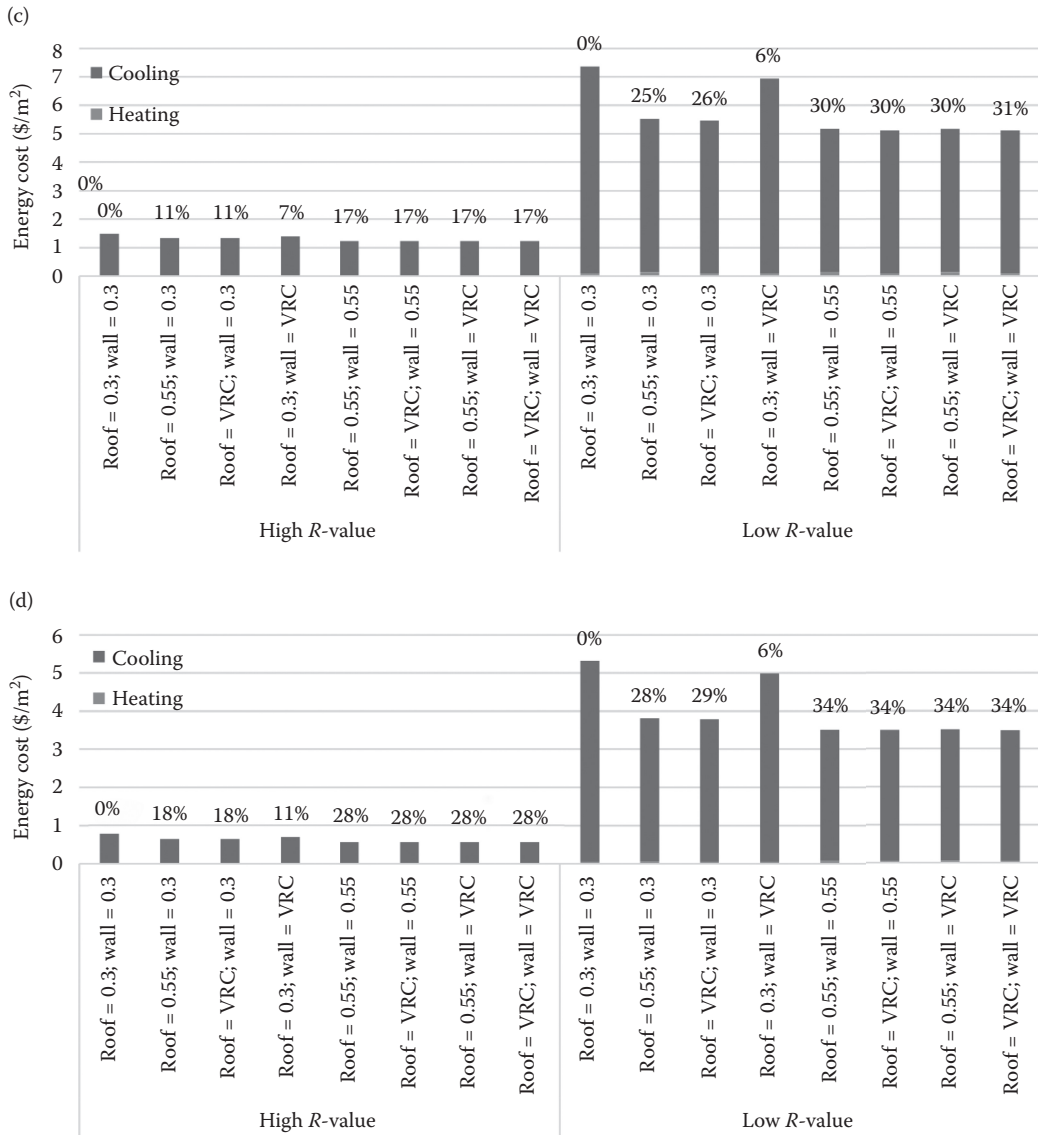 (c)
Energy cost ($/m²)
8
7
6
5
4
3
2
1
0
Cooling
Heating
0%
0%
11%
11%
7%
17%
17%
17%
17%
0%
25%
26%
6%
30%
30%
30%
31%
Roof = 0.3; wall = 0.3
Roof = 0.55; wall = 0.3
Roof = VRC; wall = 0.3
Roof = 0.3; wall = VRC
Roof = 0.55; wall = 0.55
Roof = VRC; wall = 0.55
Roof = 0.55; wall = VRC
Roof = VRC; wall = VRC
Roof = 0.3; wall = 0.3
Roof = 0.55; wall = 0.3
Roof = VRC; wall = 0.3
Roof = 0.3; wall = VRC
Roof = 0.55; wall = 0.55
Roof = VRC; wall = 0.55
Roof = 0.55; wall = VRC
Roof = VRC; wall = VRC
High R-value
Low R-value
(d)
Energy cost ($/m²)
6
5
4
3
2
1
0
Cooling
Heating
0%
18%
18%
11%
28%
28%
28%
28%
0%
28%
29%
6%
34%
34%
34%
34%
Roof = 0.3; wall = 0.3
Roof = 0.55; wall = 0.3
Roof = VRC; wall = 0.3
Roof = 0.3; wall = VRC
Roof = 0.55; wall = 0.55
Roof = VRC; wall = 0.55
Roof = 0.55; wall = VRC
Roof = VRC; wall = VRC
Roof = 0.3; wall = 0.3
Roof = 0.55; wall = 0.3
Roof = VRC; wall = 0.3
Roof = 0.3; wall = VRC
Roof = 0.55; wall = 0.55
Roof = VRC; wall = 0.55
Roof = 0.55; wall = VRC
Roof = VRC; wall = VRC
High R-value
Low R-value